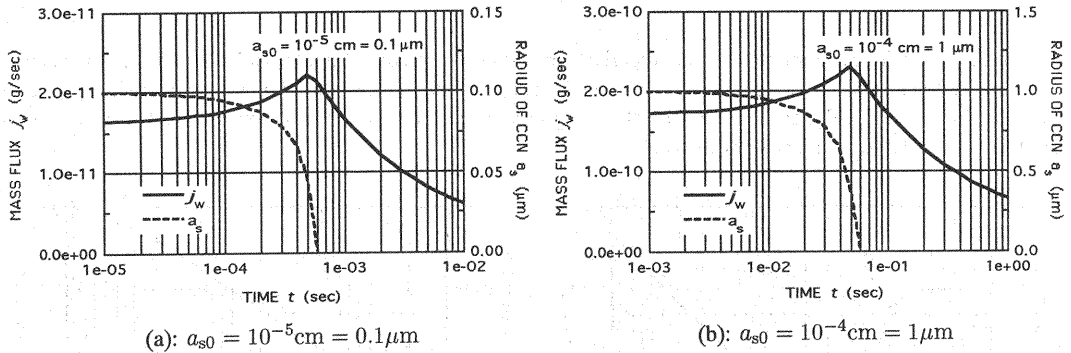 3.0e-11
2.0e-11
1.0e-11
0.0e+00
MASS FLUX j_w (g/sec)
a_s0 = 10^-5 cm = 0.1 μm
j_w
a_s
0.15
0.10
0.05
0.00
RADIUD OF CCN a_s (μm)
1e-05 1e-04 1e-03 1e-02
TIME t (sec)
(a): a_s0 = 10^-5cm = 0.1μm
3.0e-10
2.0e-10
1.0e-10
0.0e+00
MASS FLUX j_w (g/sec)
a_s0 = 10^-4 cm = 1 μm
j_w
a_s
1.5
1.0
0.5
0.0
RADIUS OF CCN a_s (μm)
1e-03 1e-02 1e-01 1e+00
TIME t (sec)
(b): a_s0 = 10^-4cm = 1μm